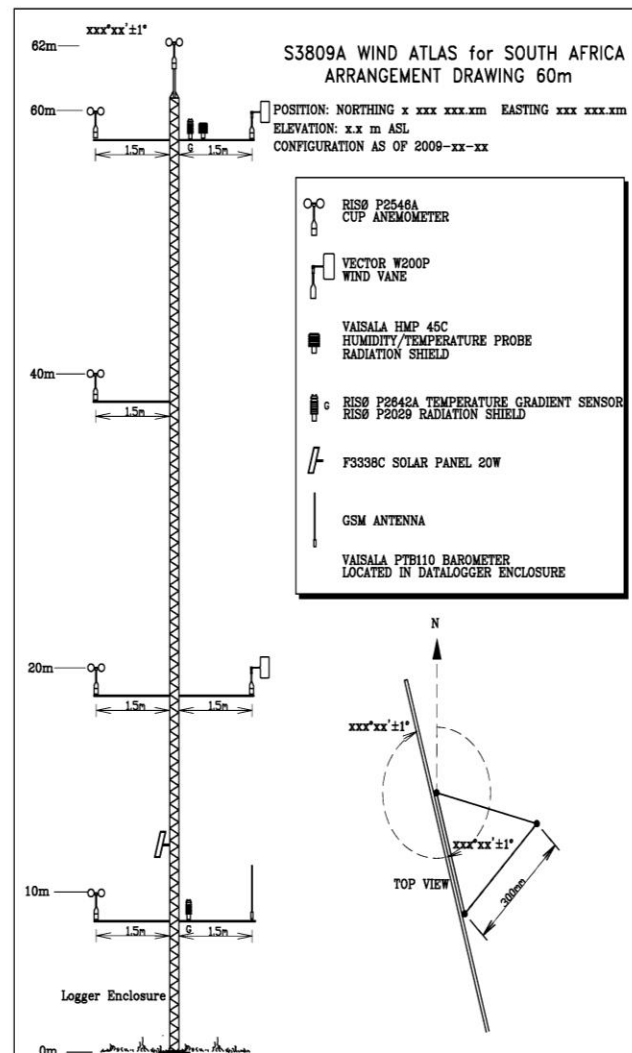 xxx°xx'±1°
62m
S3809A WIND ATLAS for SOUTH AFRICA
ARRANGEMENT DRAWING 60m
60m
POSITION: NORTHING x xxx xxx.xm EASTING xxx xxx.xm
ELEVATION: x.x m ASL
CONFIGURATION AS OF 2009-xx-xx
1.5m
G
1.5m
RISØ P2546A
CUP ANEMOMETER
VECTOR W200P
WIND VANE
VAISALA HMP 45C
HUMIDITY/TEMPERATURE PROBE
RADIATION SHIELD
40m
1.5m
G
RISØ P2642A TEMPERATURE GRADIENT SENSOR
RISØ P2029 RADIATION SHIELD
F3338C SOLAR PANEL 20W
GSM ANTENNA
VAISALA PTB110 BAROMETER
LOCATED IN DATALOGGER ENCLOSURE
N
20m
1.5m
1.5m
xxx°xx'±1°
xxx°xx'±1°
TOP VIEW
300mm
10m
1.5m
G
1.5m
Logger Enclosure
0m